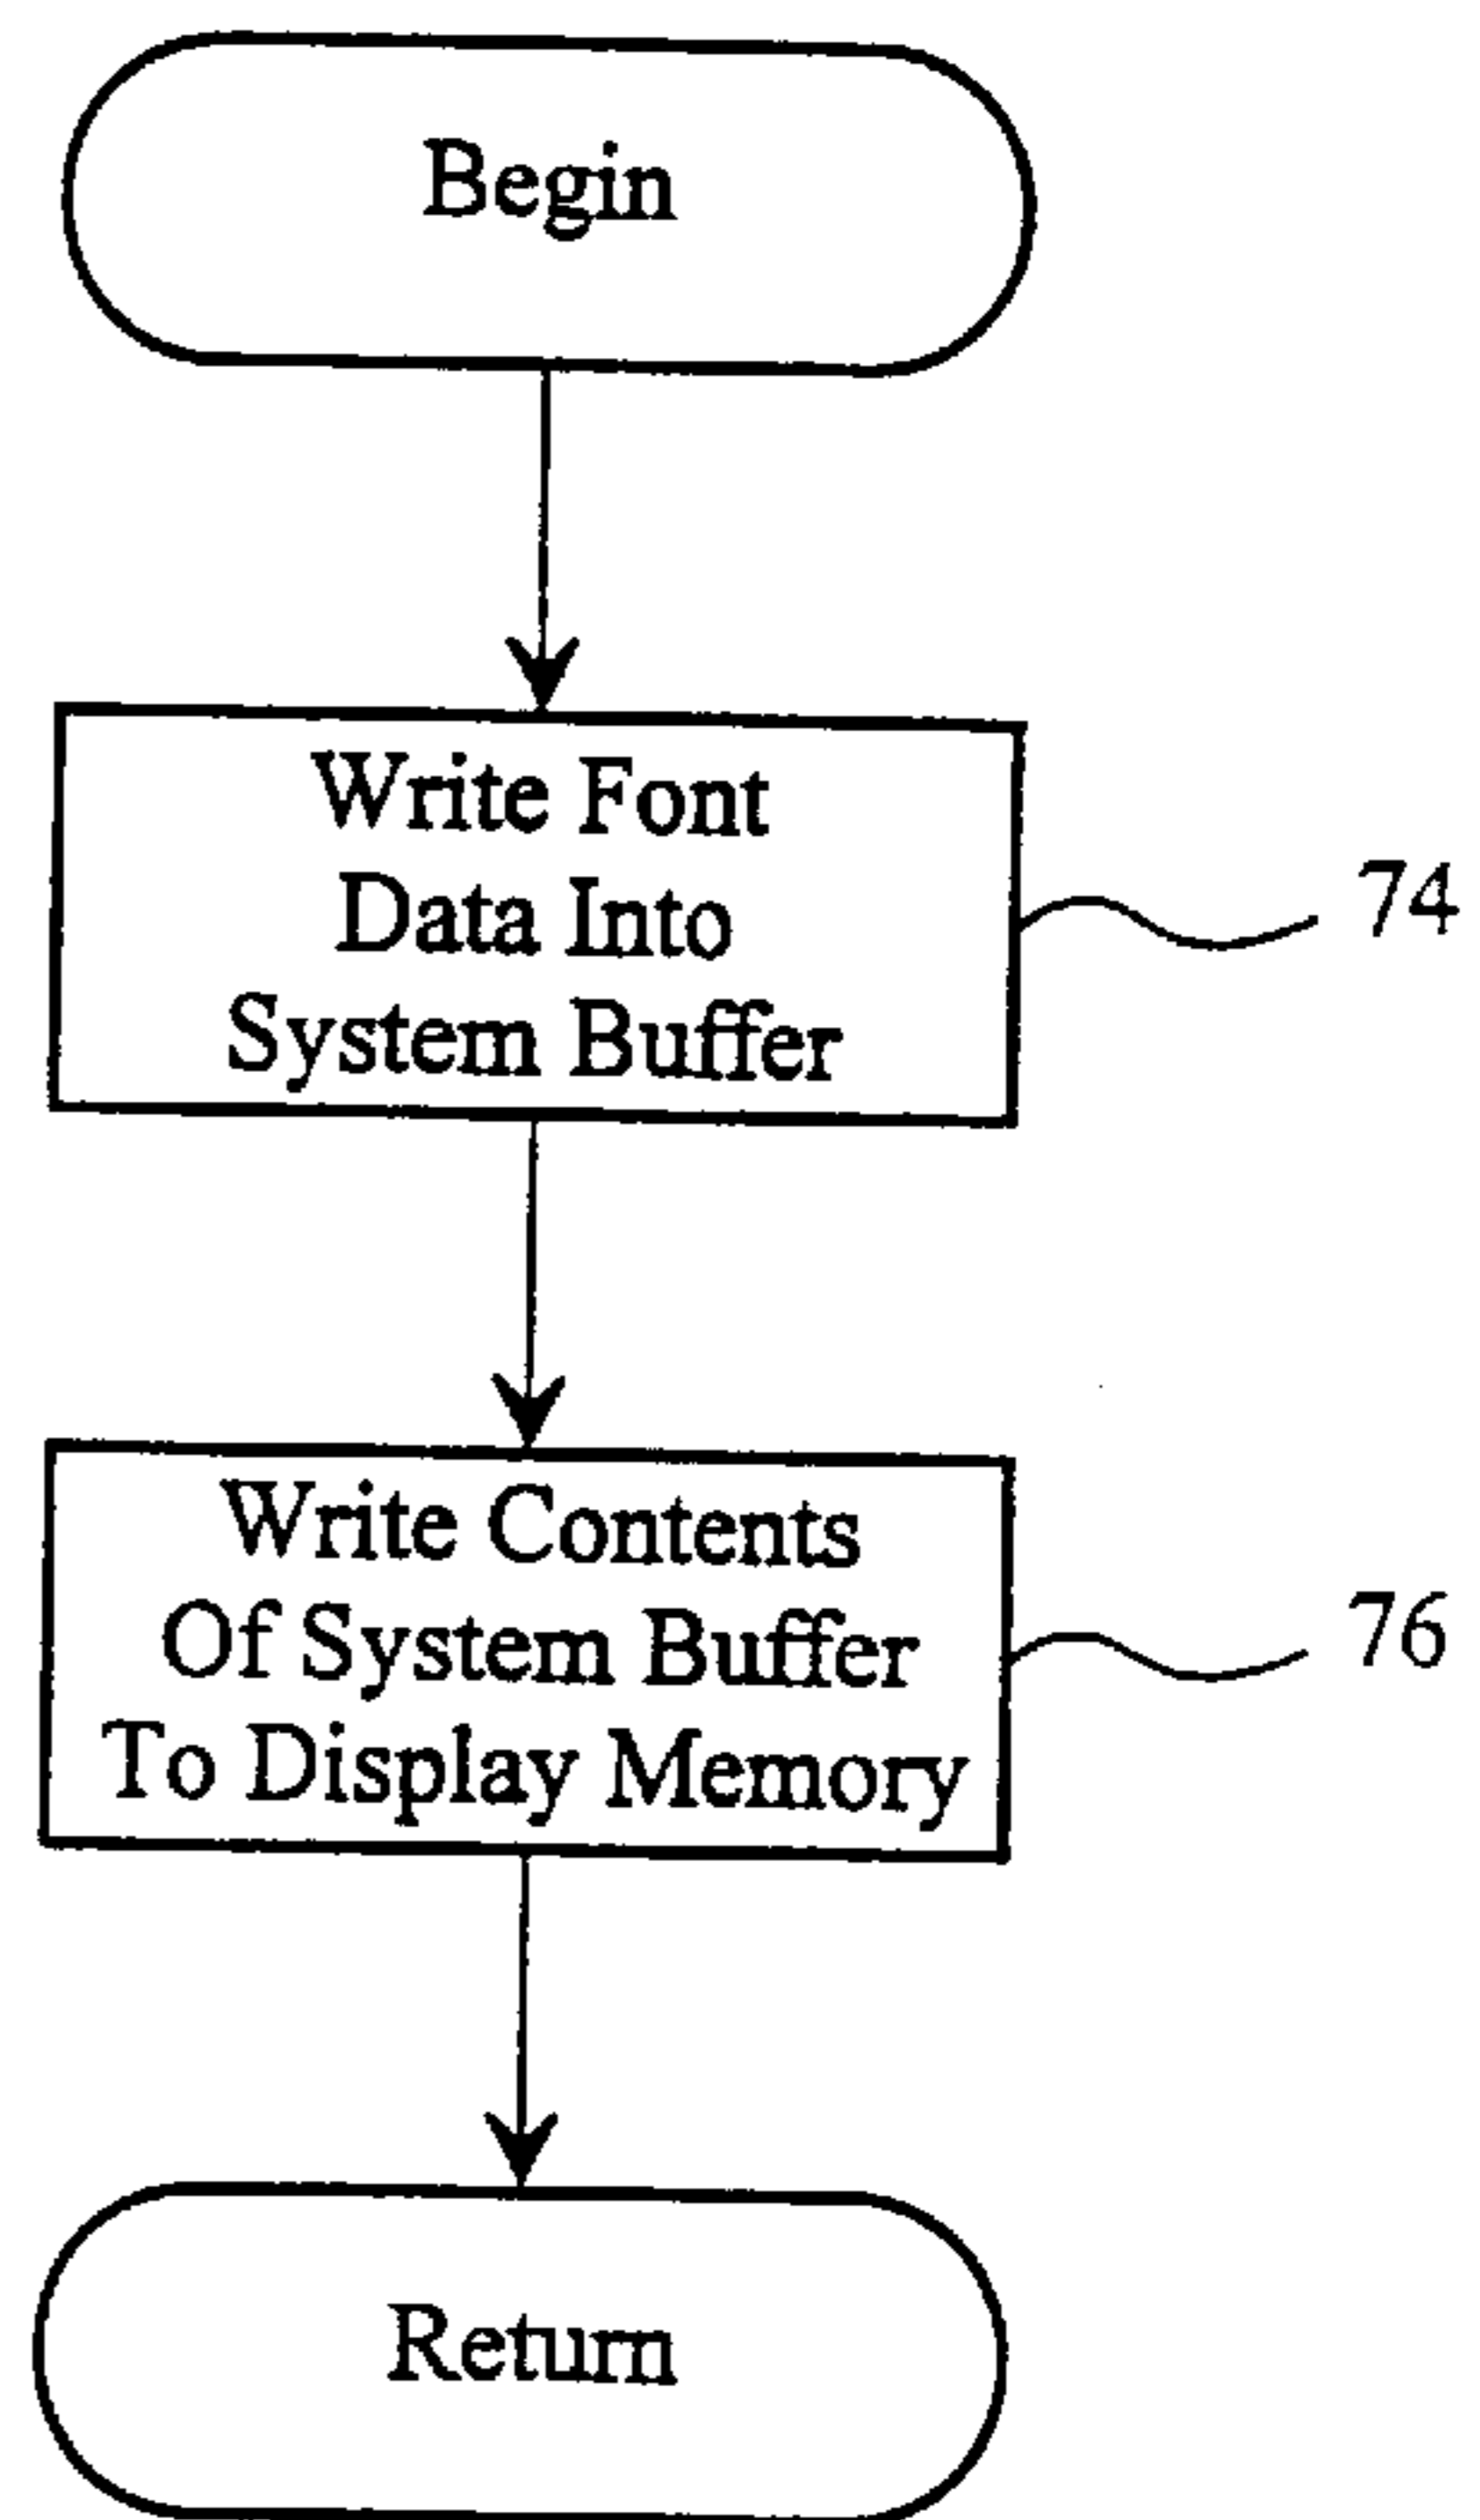 Begin
Write Font
Data Into
System Buffer
74
Write Contents
Of System Buffer
To Display Memory
76
Return